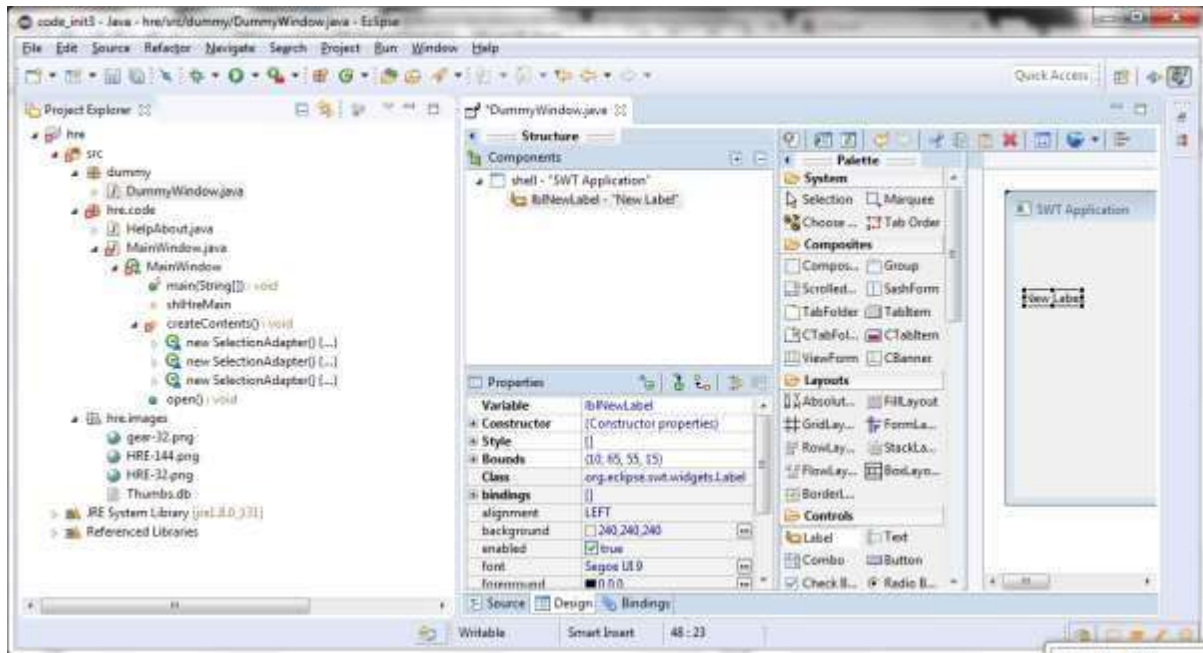 code_init3 - Java - hre/src/dummy/DummyWindow.java - Eclipse
File Edit Source Refactor Navigate Search Project Run Window Help
Quick Access
Project Explorer
hre
src
dummy
DummyWindow.java
hre.code
HelpAbout.java
MainWindow.java
MainWindow
main(String[]) : void
shlHreMain
createContents() : void
new SelectionAdapter() {...}
new SelectionAdapter() {...}
new SelectionAdapter() {...}
open() : void
hre.images
gear-32.png
HRE-144.png
HRE-32.png
Thumbs.db
JRE System Library [jre1.8.0_131]
Referenced Libraries
*DummyWindow.java
Structure
Components
shell - "SWT Application"
lblNewLabel - "New Label"
Properties
Variable lblNewLabel
Constructor (Constructor properties)
Style []
Bounds (10, 65, 55, 15)
Class org.eclipse.swt.widgets.Label
bindings []
alignment LEFT
background 240,240,240
enabled true
font Segoe UI 9
foreground 0,0,0
Source Design Bindings
Palette
System
Selection Marquee
Choose ... Tab Order
Composites
Compos... Group
Scrolled... SashForm
TabFolder TabItem
CTabFol... CTabItem
ViewForm CBanner
Layouts
Absolut... FillLayout
GridLay... FormLa...
RowLay... StackLa...
FlowLay... BoxLayo...
BorderL...
Controls
Label Text
Combo Button
Check B... Radio B...
SWT Application
New Label
Writable Smart Insert 48 : 23